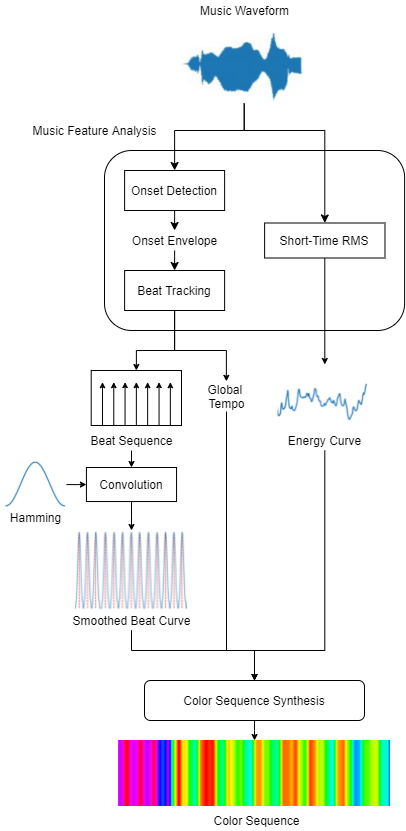 Music Waveform
Music Feature Analysis
Onset Detection
Onset Envelope
Short-Time RMS
Beat Tracking
Global
Tempo
Beat Sequence
Energy Curve
Convolution
Hamming
Smoothed Beat Curve
Color Sequence Synthesis
Color Sequence